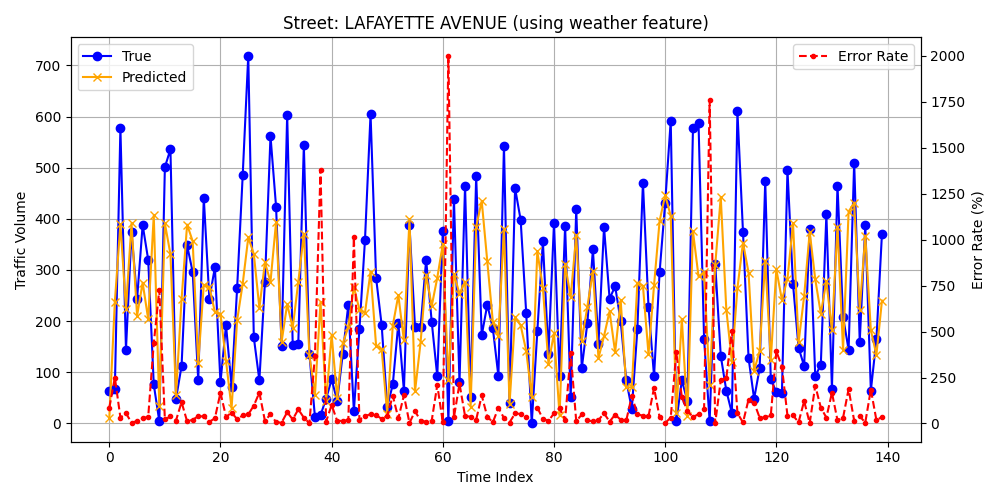 Street: LAFAYETTE AVENUE (using weather feature)
True
Predicted
Error Rate
Traffic Volume
700
600
500
400
300
200
100
0
2000
1750
1500
1250
1000
750
500
250
0
Error Rate (%)
0 20 40 60 80 100 120 140
Time Index